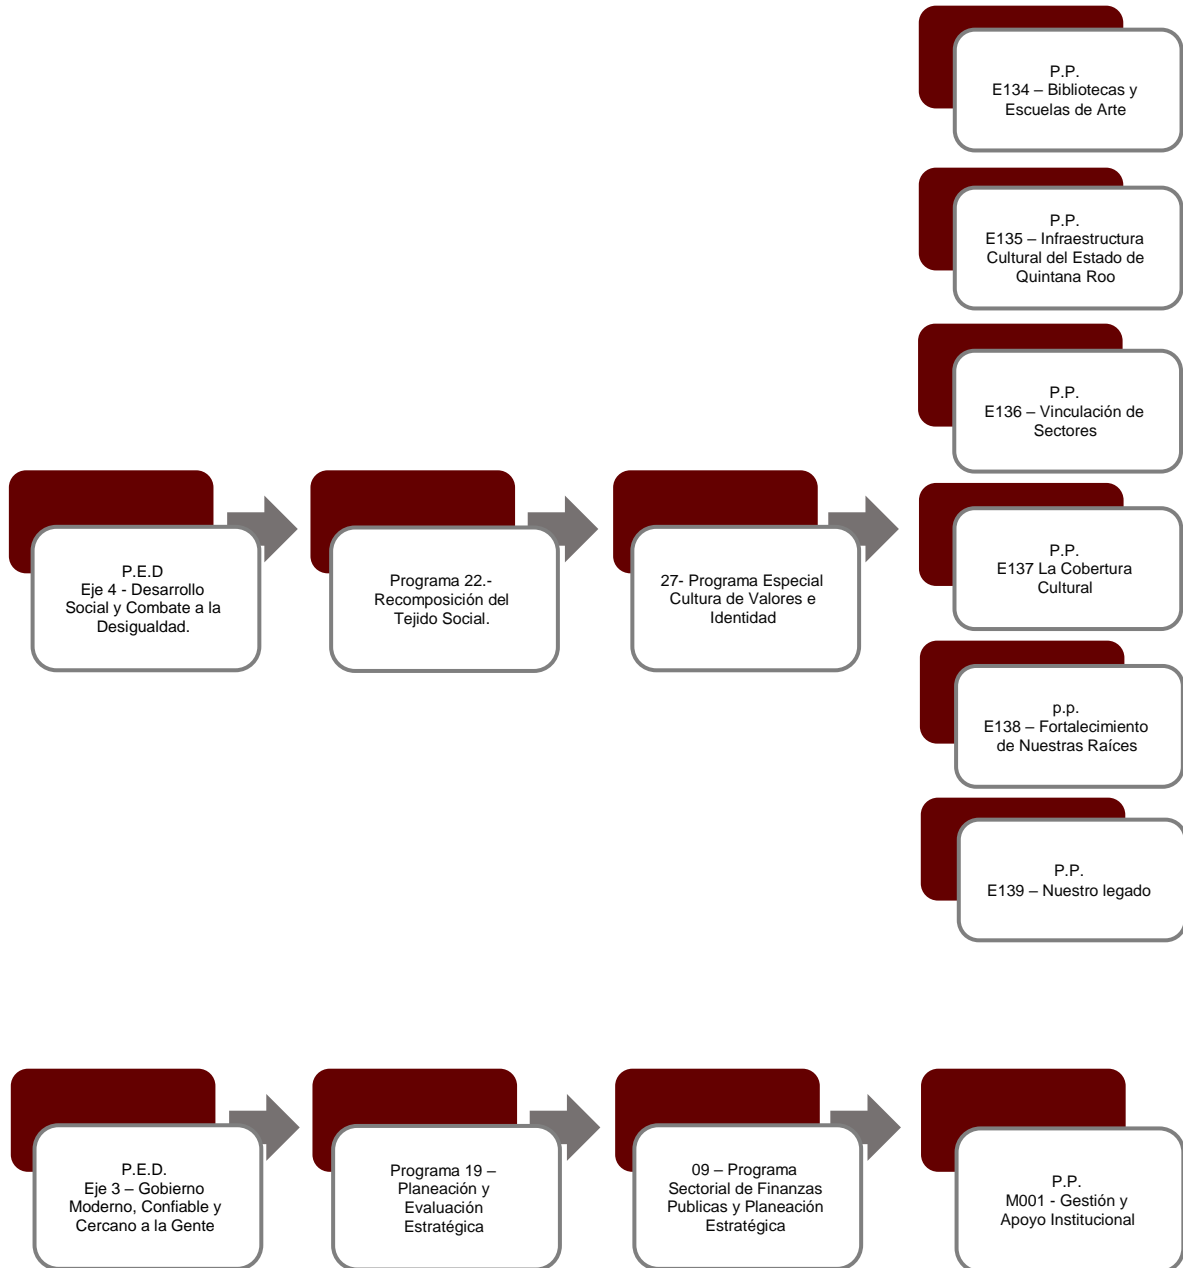 P.P.
E134 – Bibliotecas y
Escuelas de Arte
P.P.
E135 – Infraestructura
Cultural del Estado de
Quintana Roo
P.P.
E136 – Vinculación de
Sectores
P.E.D
Eje 4 - Desarrollo
Social y Combate a la
Desigualdad.
Programa 22.-
Recomposición del
Tejido Social.
27- Programa Especial
Cultura de Valores e
Identidad
P.P.
E137 La Cobertura
Cultural
p.p.
E138 – Fortalecimiento
de Nuestras Raíces
P.P.
E139 – Nuestro legado
P.E.D.
Eje 3 – Gobierno
Moderno, Confiable y
Cercano a la Gente
Programa 19 –
Planeación y
Evaluación
Estratégica
09 – Programa
Sectorial de Finanzas
Publicas y Planeación
Estratégica
P.P.
M001 - Gestión y
Apoyo Institucional